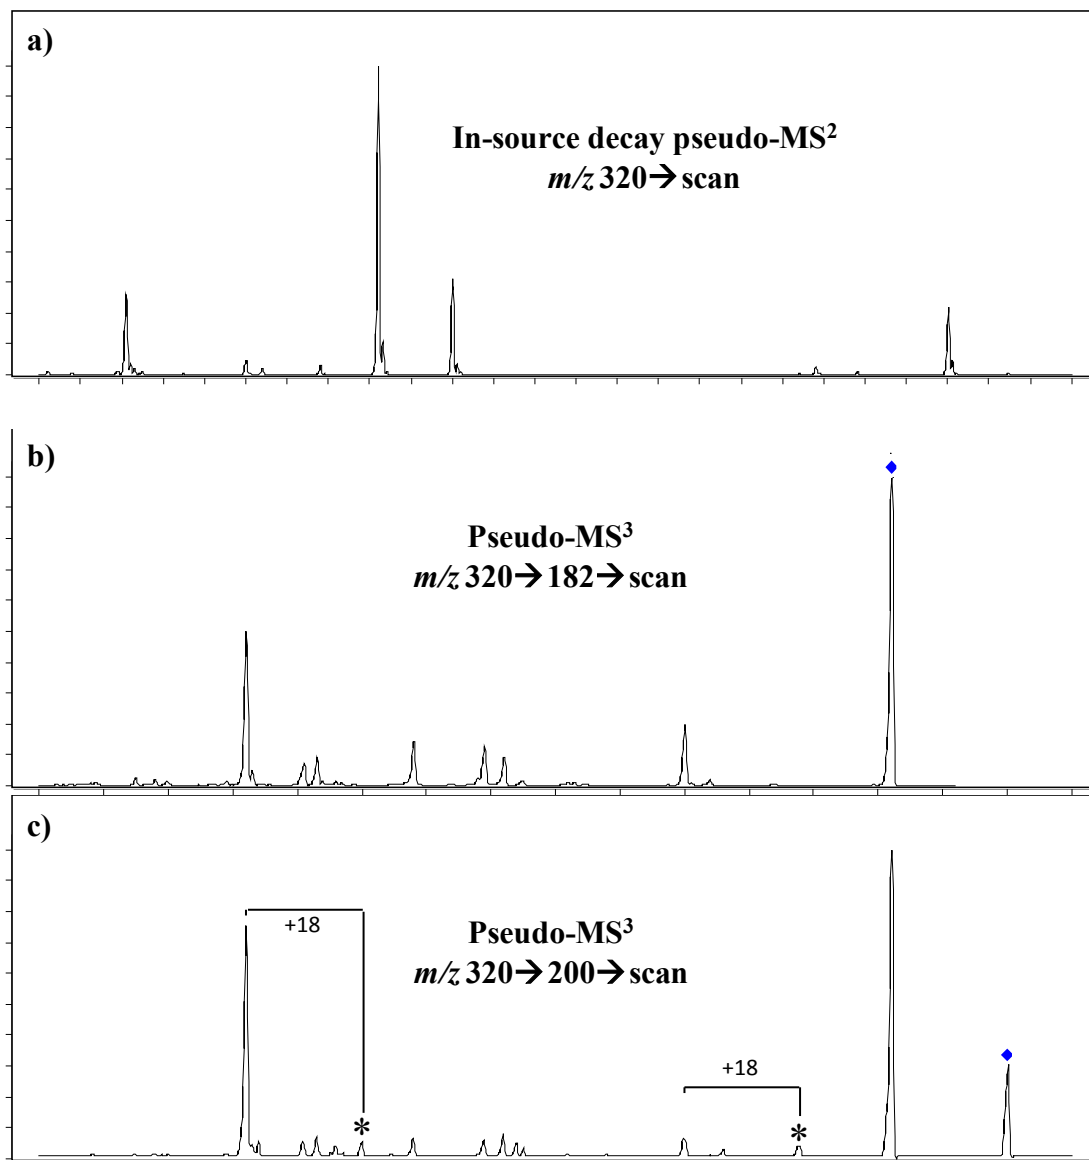 a)
In-source decay pseudo-MS²
m/z 320→scan
b)
Pseudo-MS³
m/z 320→182→scan
c)
+18
Pseudo-MS³
m/z 320→200→scan
+18
*
*